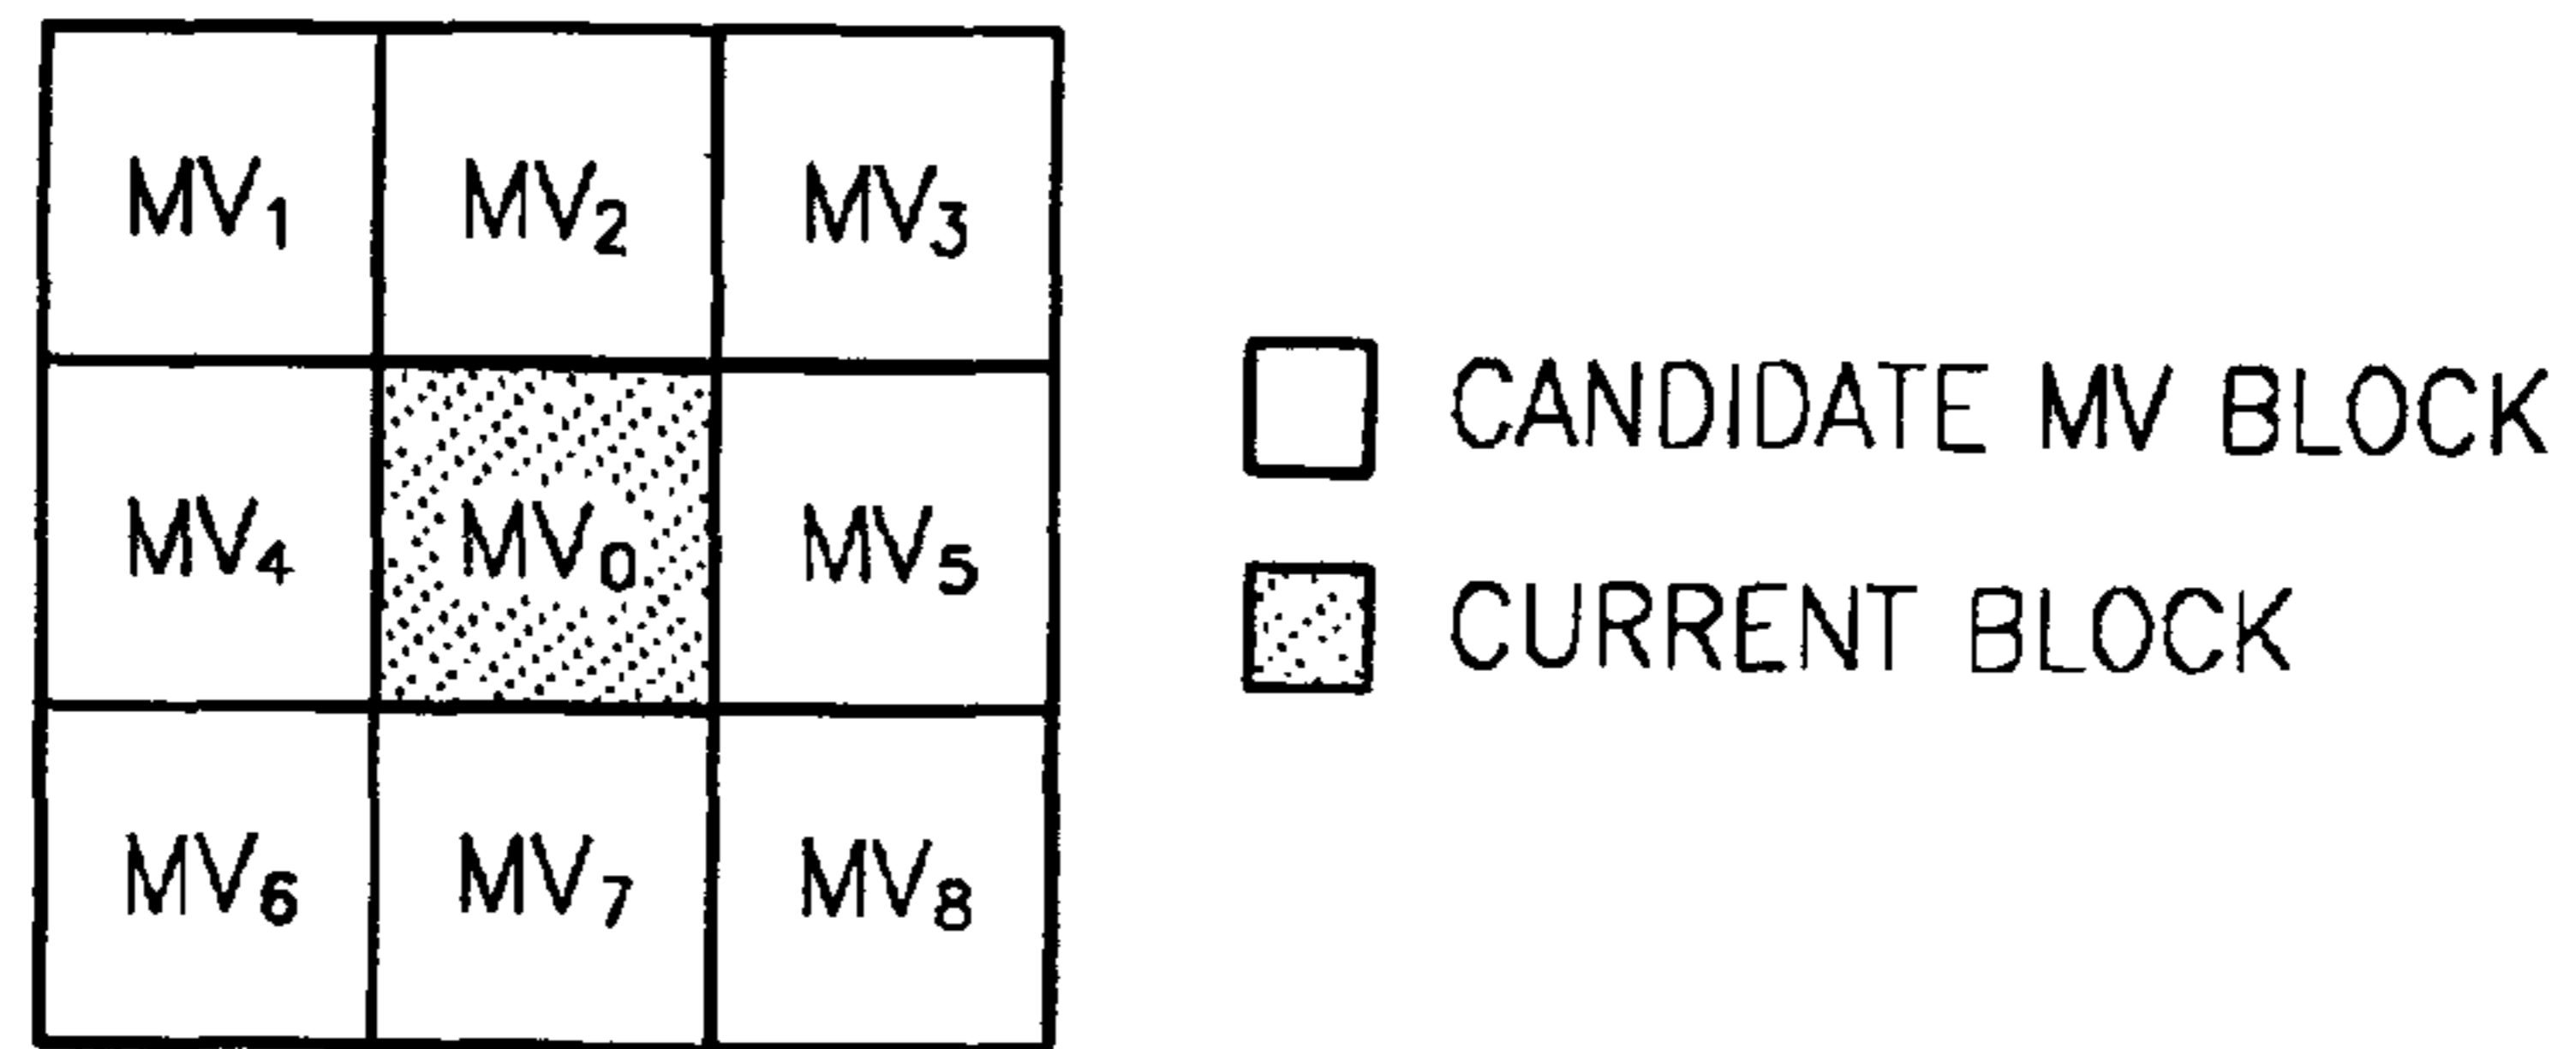 MV₁ MV₂ MV₃
CANDIDATE MV BLOCK
MV₄ MV₀ MV₅
CURRENT BLOCK
MV₆ MV₇ MV₈